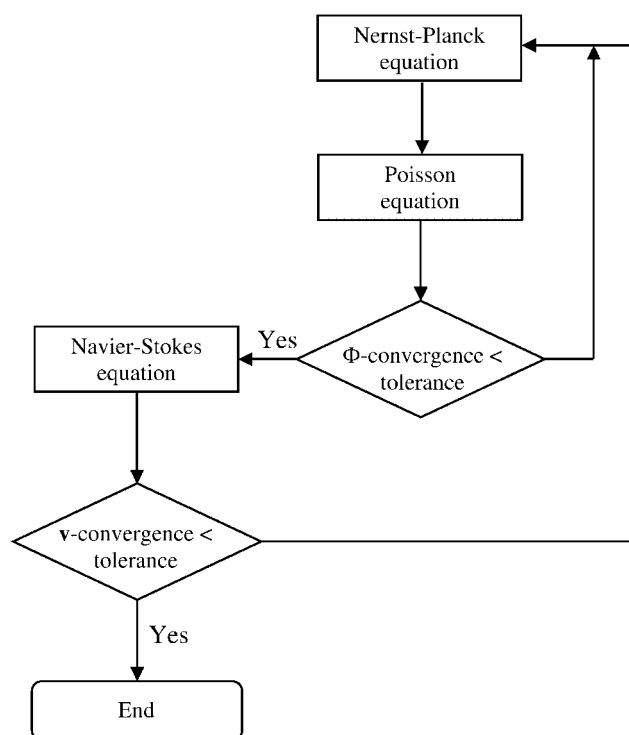 Nernst-Planck
equation
Poisson
equation
Φ-convergence <
tolerance
Yes
Navier-Stokes
equation
v-convergence <
tolerance
Yes
End